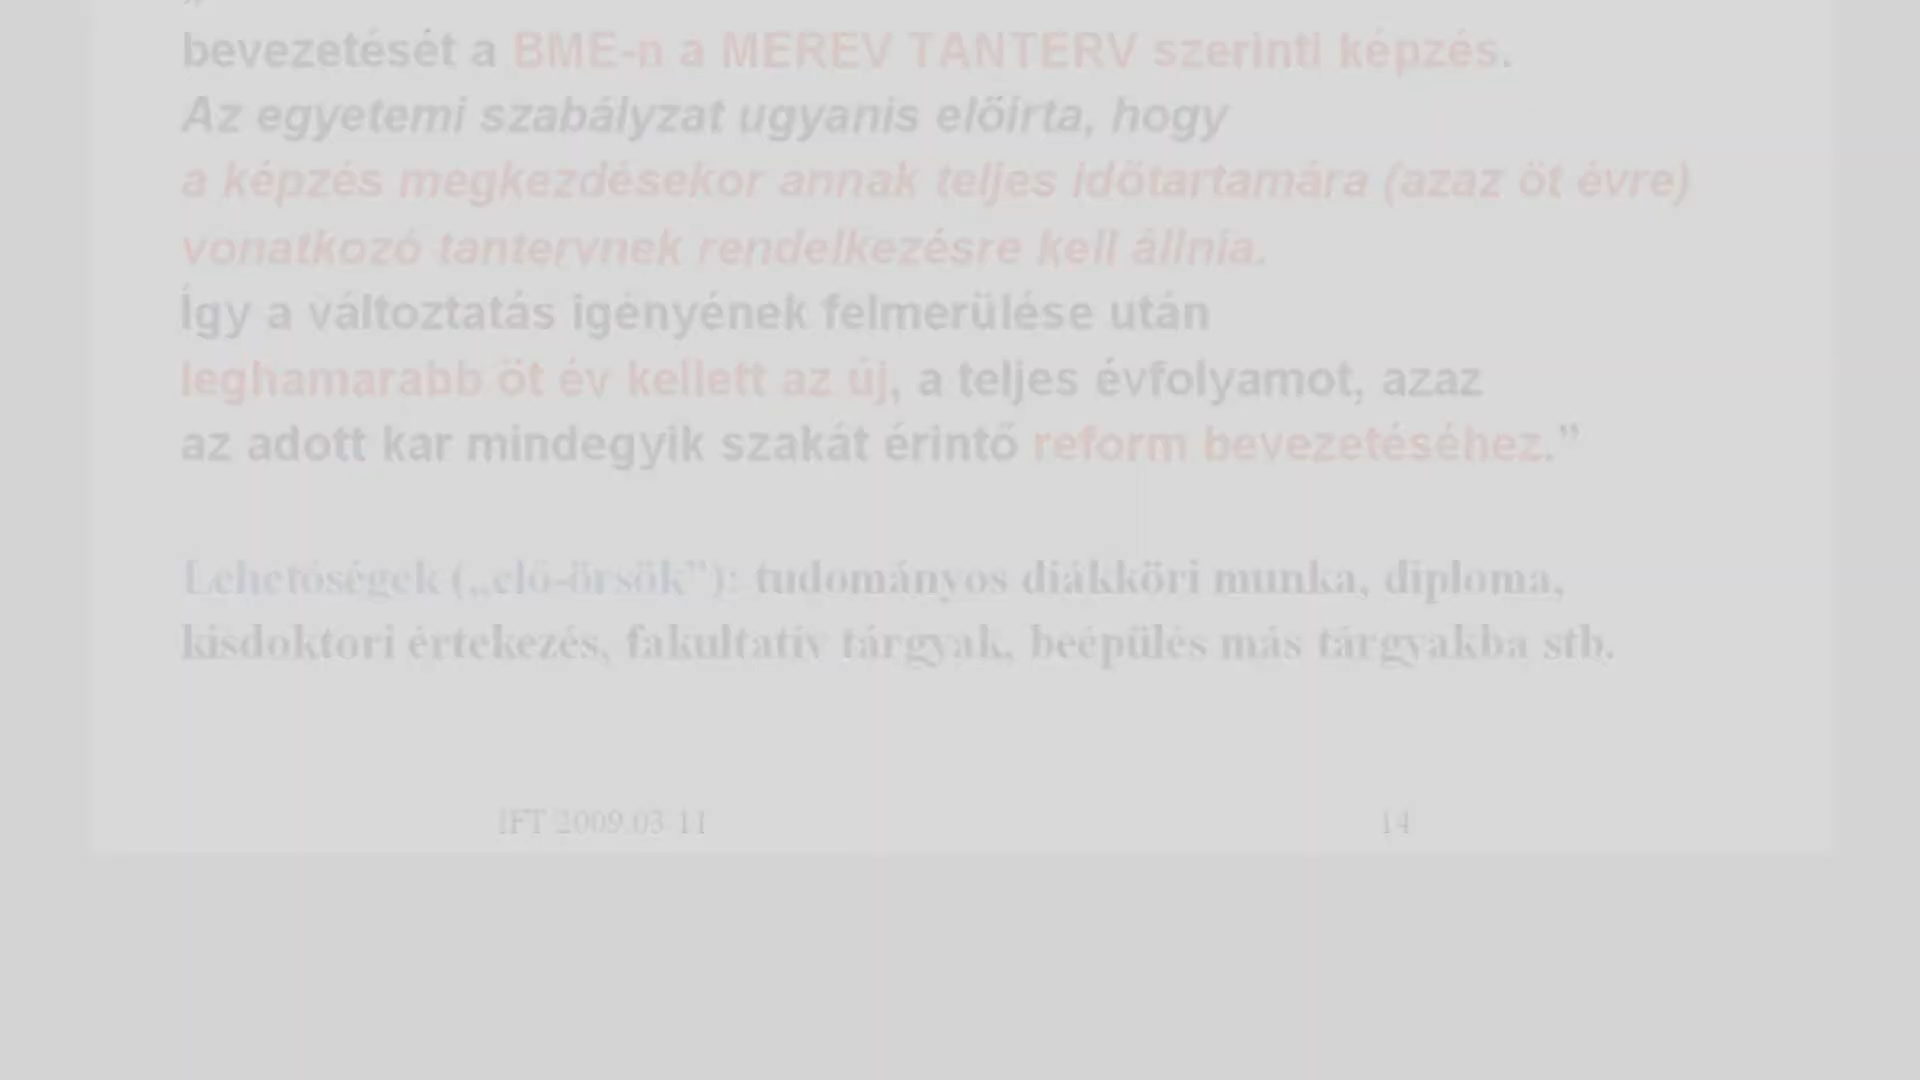 „
bevezetését a BME-n a MEREV TANTERV szerinti képzés.
Az egyetemi szabályzat ugyanis előírta, hogy
a képzés megkezdésekor annak teljes időtartamára (azaz öt évre)
vonatkozó tantervnek rendelkezésre kell állnia.
Így a változtatás igényének felmerülése után
leghamarabb öt év kellett az új, a teljes évfolyamot, azaz
az adott kar mindegyik szakát érintő reform bevezetéséhez.”
Lehetőségek („elő-örsök”): tudományos diákköri munka, diploma,
kisdoktori értekezés, fakultatív tárgyak, beépülés más tárgyakba stb.
IFT 2009.03 11
14